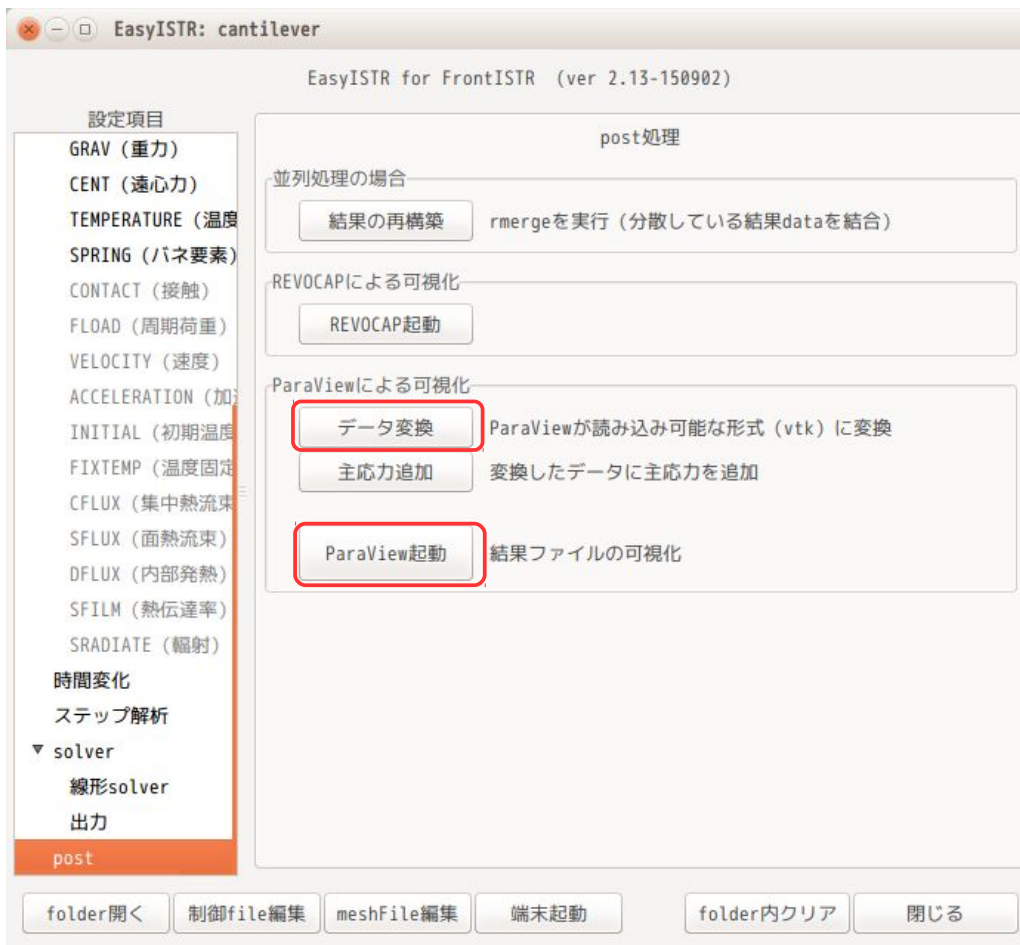 EasyISTR: cantilever
EasyISTR for FrontISTR (ver 2.13-150902)
設定項目
GRAV (重力)
CENT (遠心力)
TEMPERATURE (温度
SPRING (バネ要素)
CONTACT (接触)
FLOAD (周期荷重)
VELOCITY (速度)
ACCELERATION (加速
INITIAL (初期温度
FIXTEMP (温度固定
CFLUX (集中熱流束
SFLUX (面熱流束)
DFLUX (内部発熱)
SFILM (熱伝達率)
SRADIATE (輻射)
時間変化
ステップ解析
solver
線形solver
出力
post
post処理
並列処理の場合
結果の再構築 rmergeを実行 (分散している結果dataを結合)
REVOCAPによる可視化
REVOCAP起動
ParaViewによる可視化
データ変換 ParaViewが読み込み可能な形式 (vtk) に変換
主応力追加 変換したデータに主応力を追加
ParaView起動 結果ファイルの可視化
folder開く 制御file編集 meshFile編集 端末起動 folder内クリア 閉じる